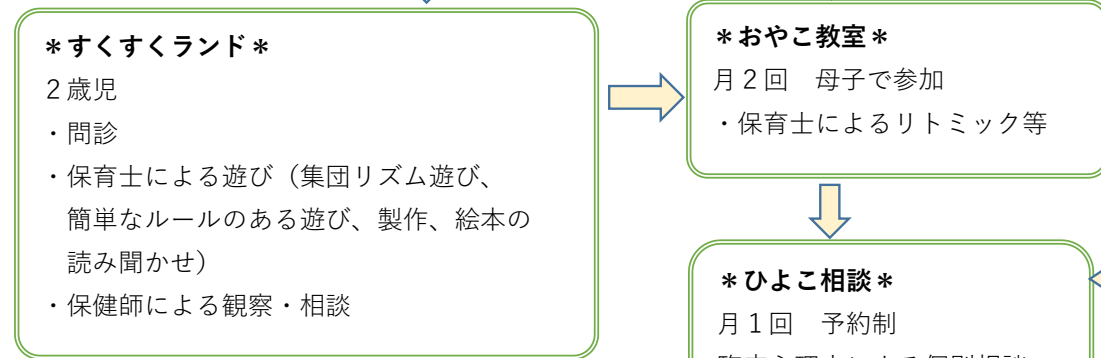 ＊すくすくランド＊
２歳児
・問診
・保育士による遊び（集団リズム遊び、
簡単なルールのある遊び、製作、絵本の
読み聞かせ）
・保健師による観察・相談
＊おやこ教室＊
月２回　母子で参加
・保育士によるリトミック等
＊ひよこ相談＊
月１回　予約制